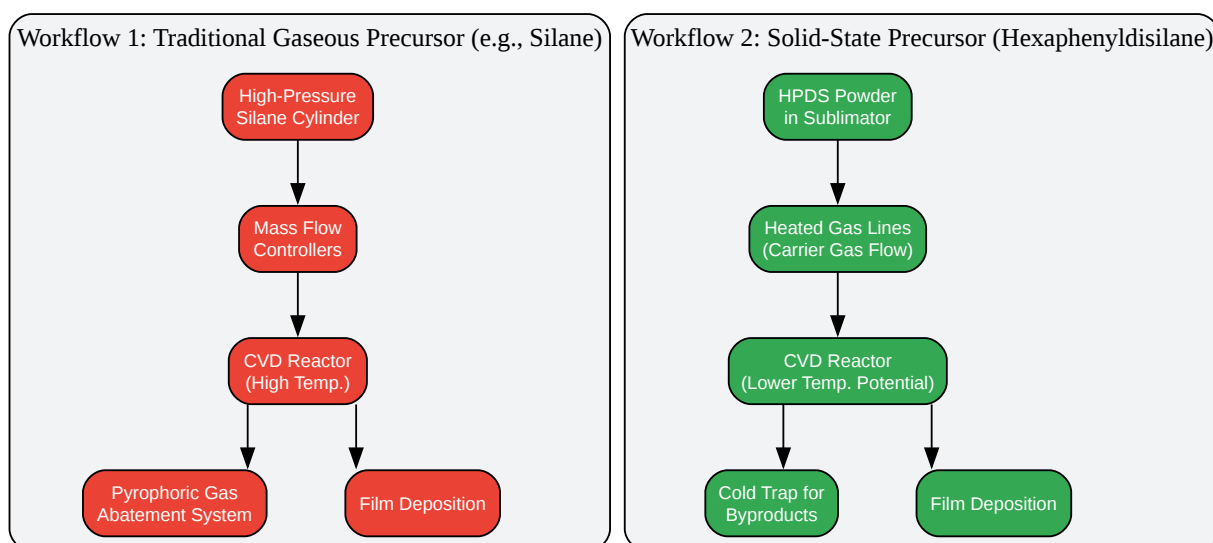 Workflow 1: Traditional Gaseous Precursor (e.g., Silane)
High-Pressure
Silane Cylinder
Mass Flow
Controllers
CVD Reactor
(High Temp.)
Pyrophoric Gas
Abatement System
Film Deposition
Workflow 2: Solid-State Precursor (Hexaphenyldisilane)
HPDS Powder
in Sublimator
Heated Gas Lines
(Carrier Gas Flow)
CVD Reactor
(Lower Temp. Potential)
Cold Trap for
Byproducts
Film Deposition